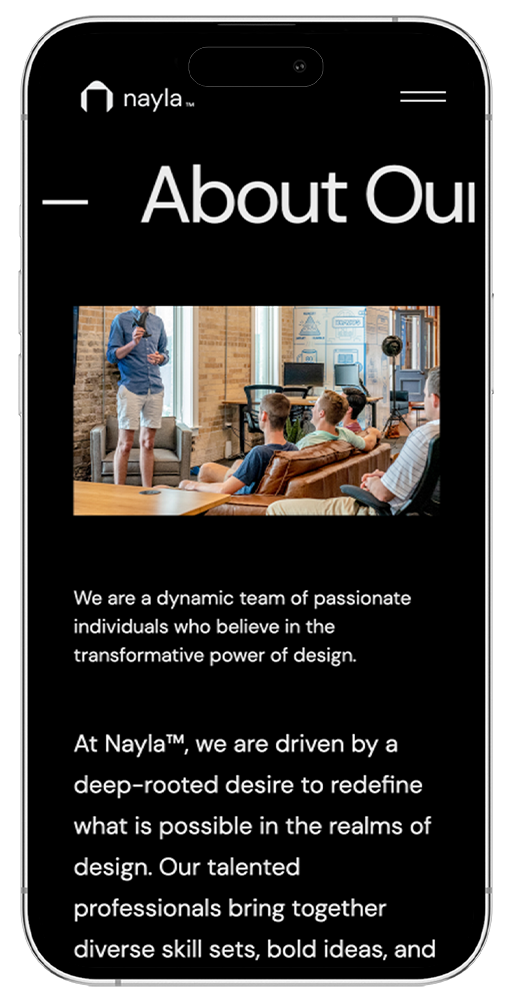 nayla™
— About Our
We are a dynamic team of passionate
individuals who believe in the
transformative power of design.
At Nayla™, we are driven by a
deep-rooted desire to redefine
what is possible in the realms of
design. Our talented
professionals bring together
diverse skill sets, bold ideas, and